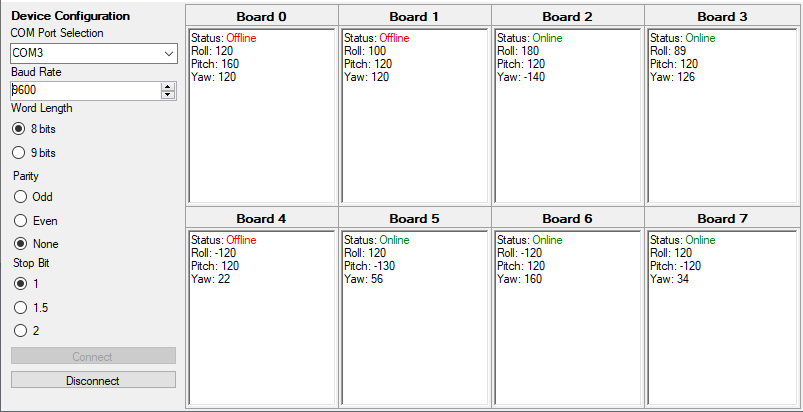 Device Configuration
COM Port Selection
COM3
Baud Rate
9600
Word Length
8 bits
9 bits
Parity
Odd
Even
None
Stop Bit
1
1.5
2
Connect
Disconnect
Board 0
Status: Offline
Roll: 120
Pitch: 160
Yaw: 120
Board 1
Status: Offline
Roll: 100
Pitch: 120
Yaw: 120
Board 2
Status: Online
Roll: 180
Pitch: 120
Yaw: -140
Board 3
Status: Online
Roll: 89
Pitch: 120
Yaw: 126
Board 4
Status: Offline
Roll: -120
Pitch: 120
Yaw: 22
Board 5
Status: Online
Roll: 120
Pitch: -130
Yaw: 56
Board 6
Status: Online
Roll: -120
Pitch: 120
Yaw: 160
Board 7
Status: Online
Roll: 120
Pitch: -120
Yaw: 34